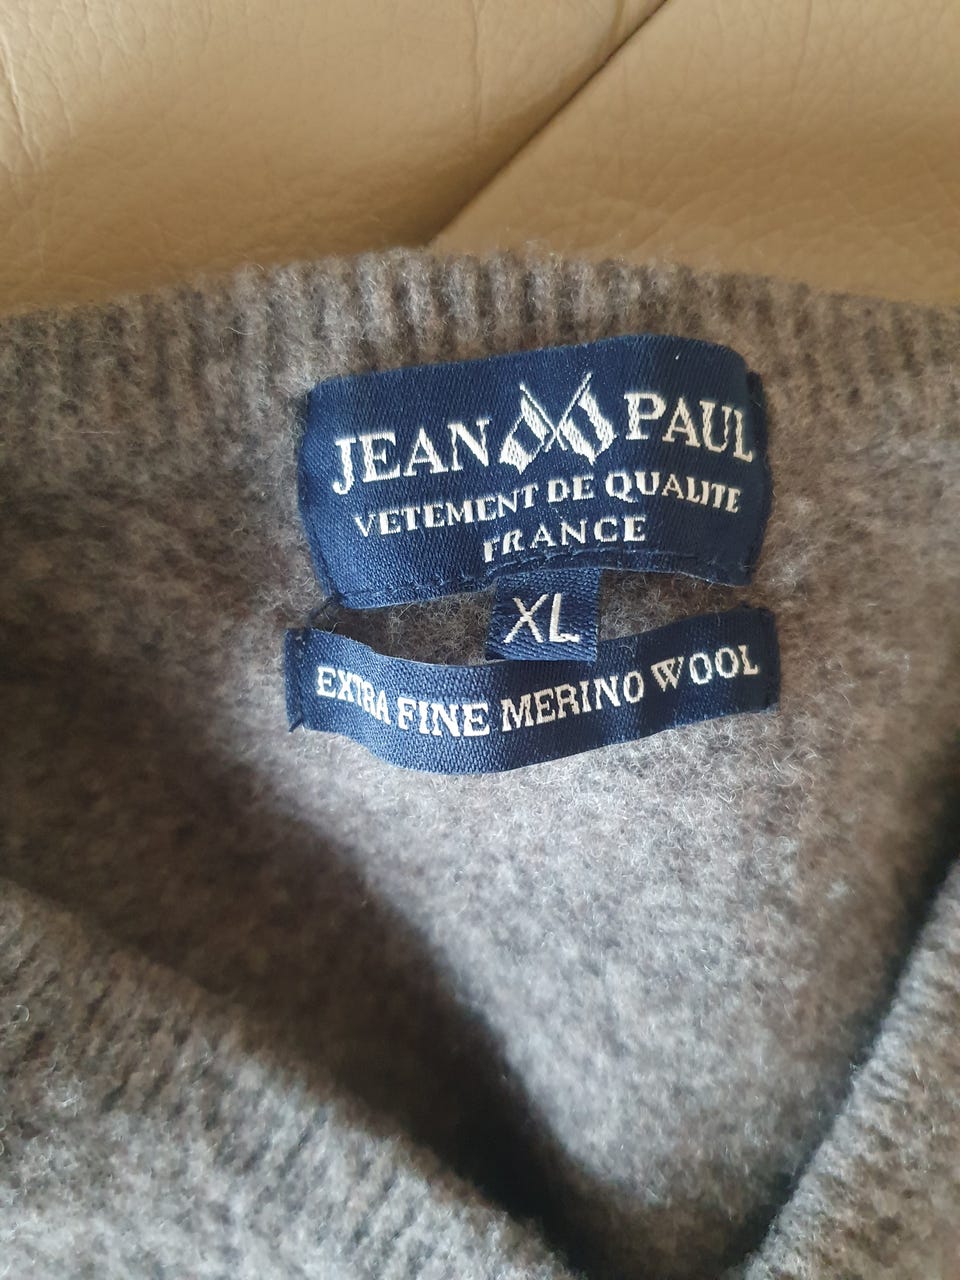 JEAN PAUL
VETEMENT DE QUALITE
FRANCE
XL
EXTRA FINE MERINO WOOL